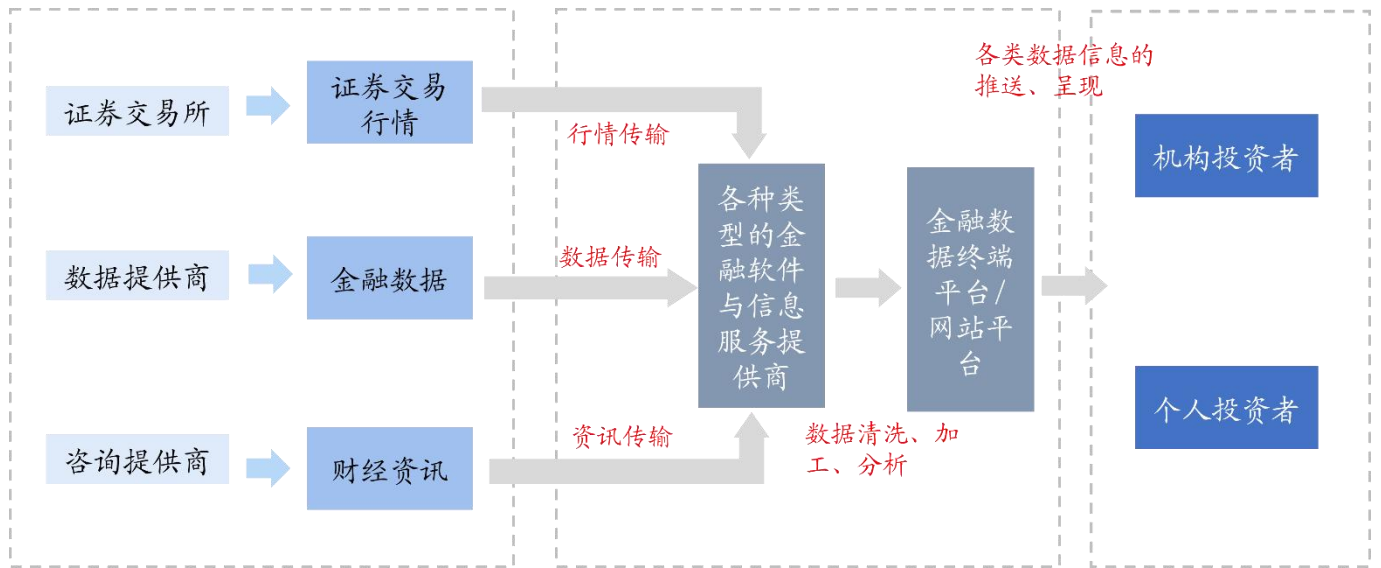 证券交易所
证券交易
行情
行情传输
数据提供商
金融数据
数据传输
咨询提供商
财经资讯
资讯传输
各种类
型的金
融软件
与信息
服务提
供商
数据清洗、加
工、分析
金融数
据终端
平台/
网站平
台
各类数据信息的
推送、呈现
机构投资者
个人投资者